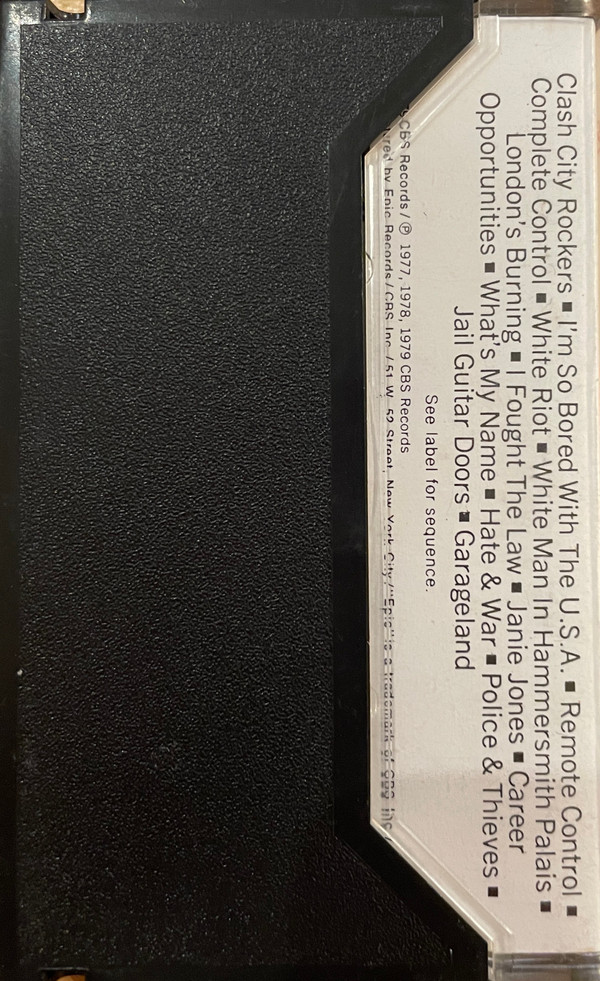 Clash City Rockers ■ I'm So Bored With The U.S.A. ■ Remote Control ■
Complete Control ■ White Riot ■ White Man In Hammersmith Palais ■
London's Burning ■ I Fought The Law ■ Janie Jones ■ Career
Opportunities ■ What's My Name ■ Hate & War ■ Police & Thieves ■
Jail Guitar Doors ■ Garageland
See label for sequence.
CBS Records / ℗ 1977, 1978, 1979 CBS Records
by Epic Records / CBS Inc. / 51 W. 52 Street, New York City / "Epic" is a trademark of CBS Inc.